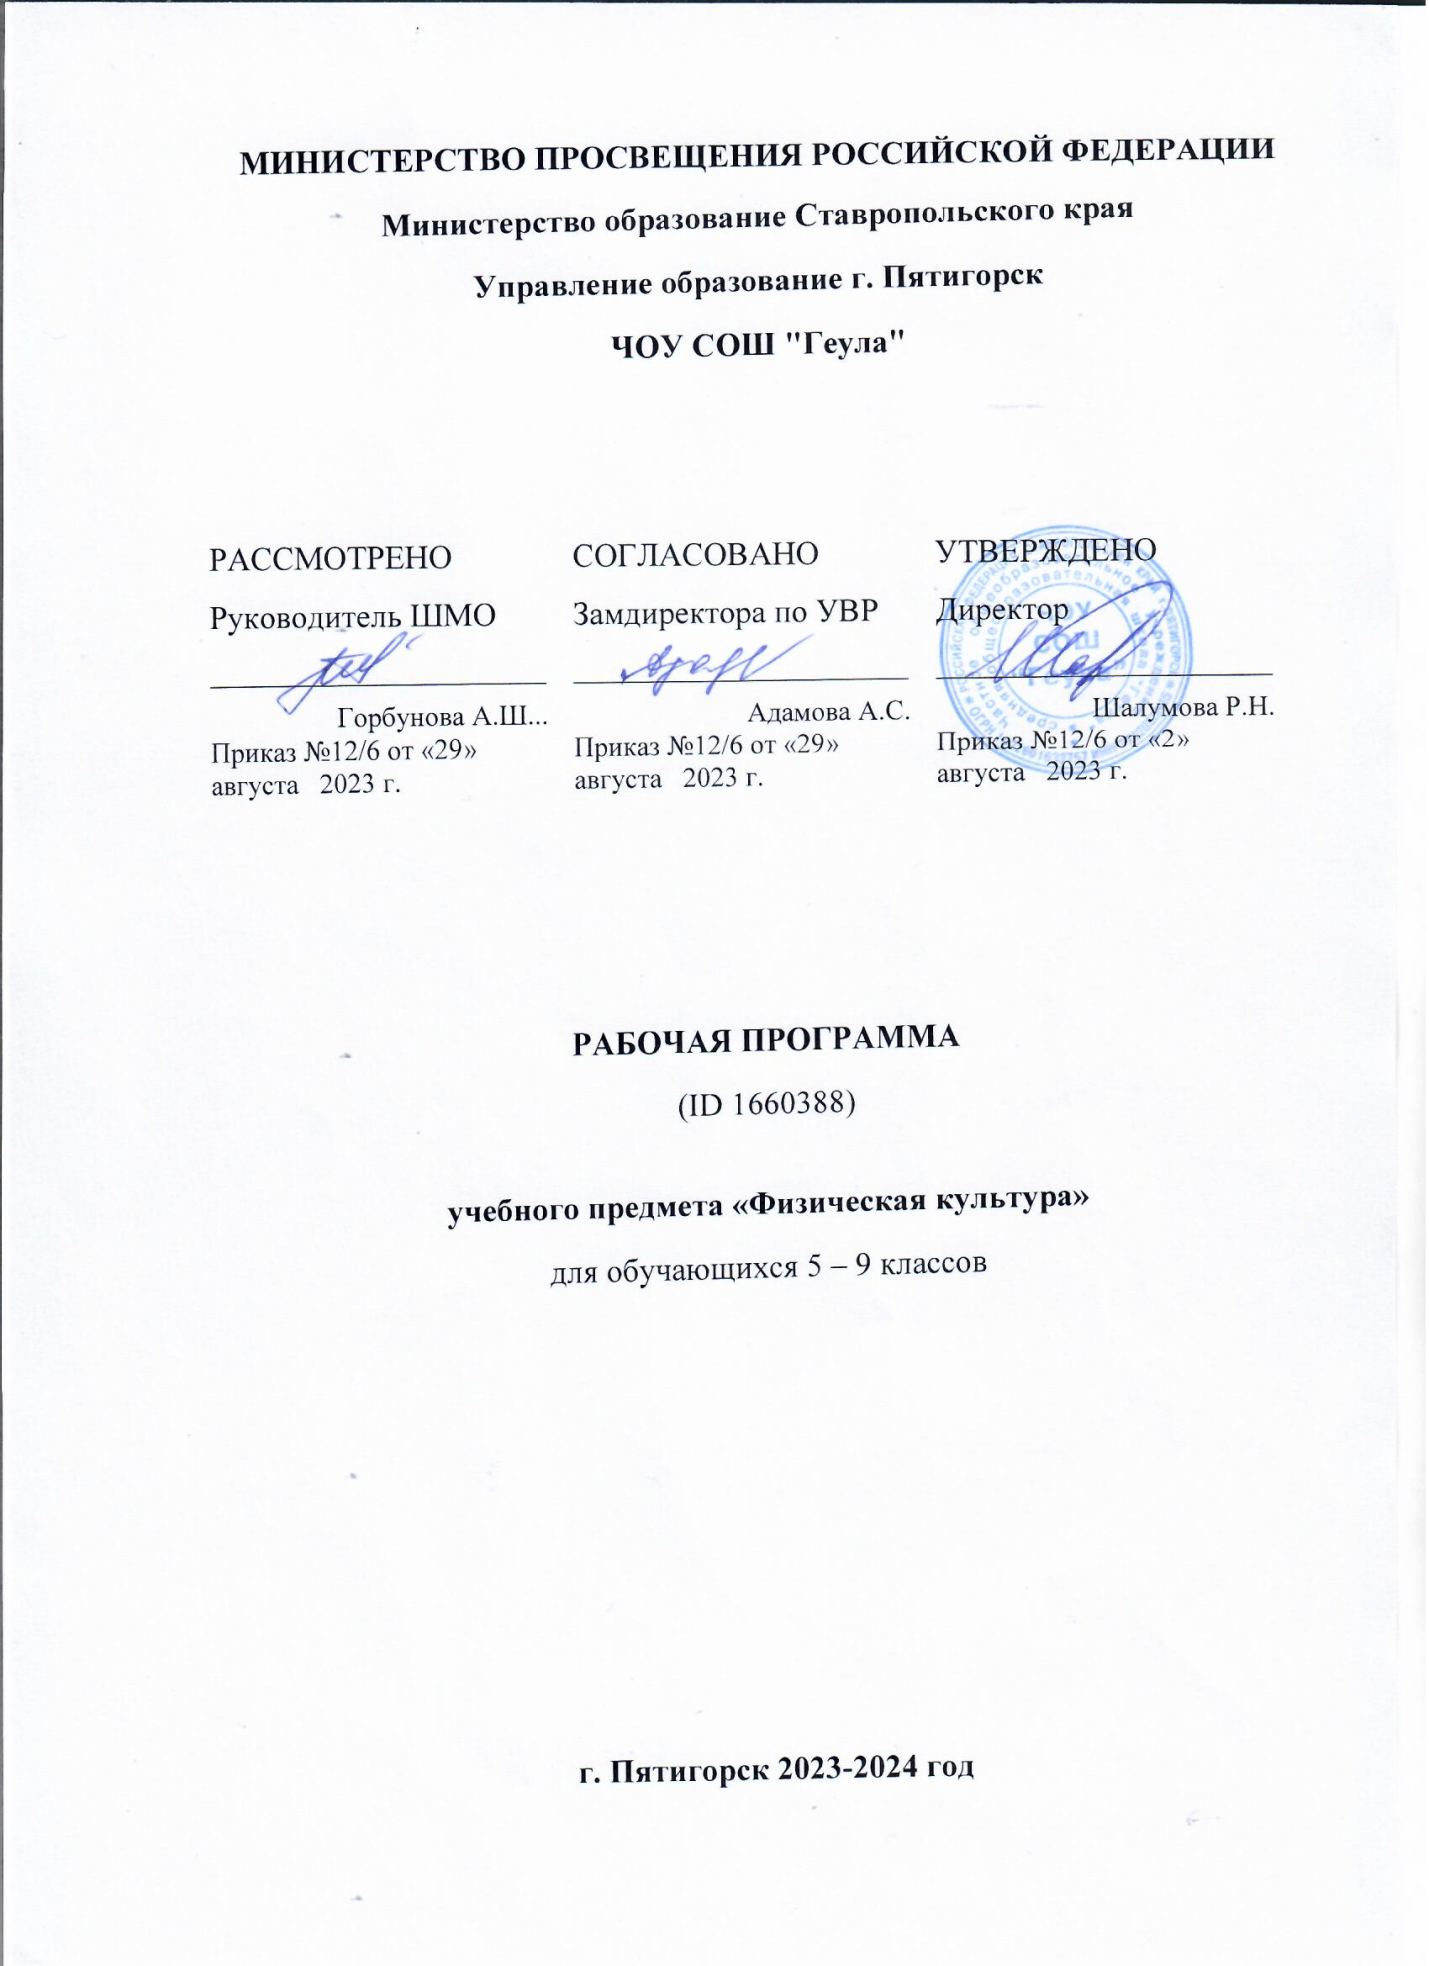 МИНИСТЕРСТВО ПРОСВЕЩЕНИЯ РОССИЙСКОЙ ФЕДЕРАЦИИ
Министерство образование Ставропольского края
Управление образование г. Пятигорск
ЧОУ СОШ "Геула"
РАССМОТРЕНО
Руководитель ШМО
Горбунова А.Ш...
Приказ №12/6 от «29»
августа 2023 г.
СОГЛАСОВАНО
Замдиректора по УВР
Адамова А.С.
Приказ №12/6 от «29»
августа 2023 г.
УТВЕРЖДЕНО
Директор
Шалумова Р.Н.
Приказ №12/6 от «2»
августа 2023 г.
РАБОЧАЯ ПРОГРАММА
(ID 1660388)
учебного предмета «Физическая культура»
для обучающихся 5 – 9 классов
г. Пятигорск 2023-2024 год